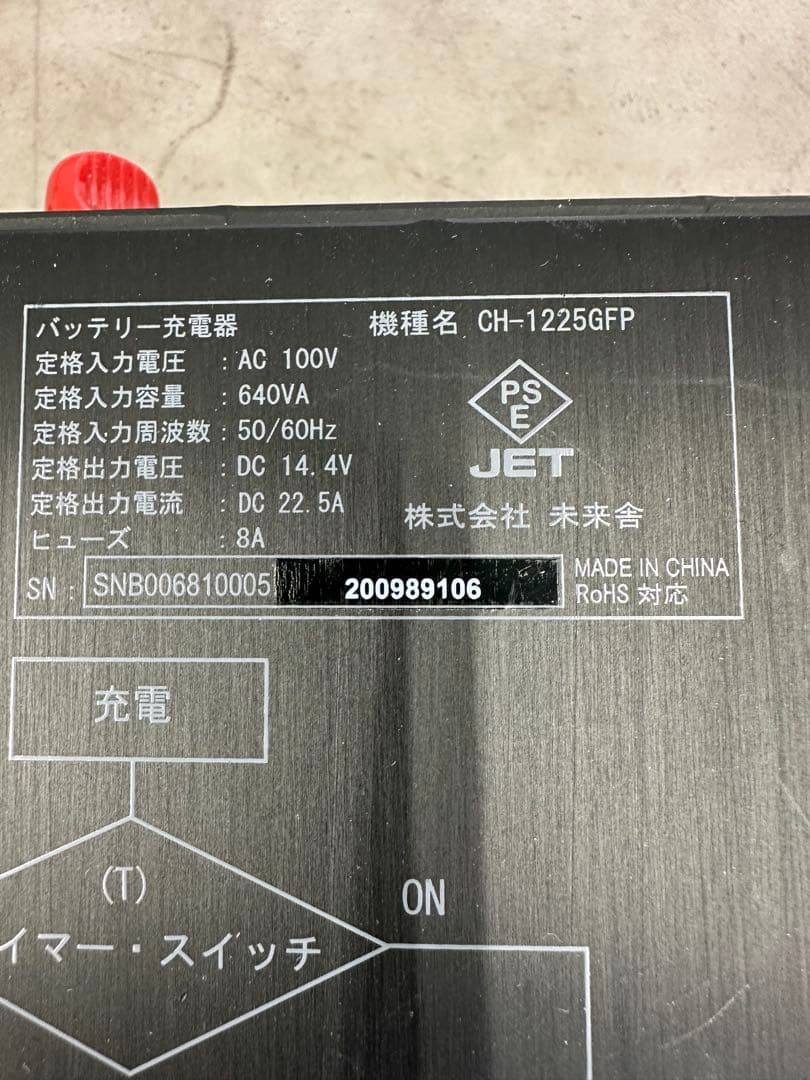 バッテリー充電器 機種名 CH-1225GFP
定格入力電圧 : AC 100V
定格入力容量 : 640VA
定格入力周波数 : 50/60Hz
定格出力電圧 : DC 14.4V
定格出力電流 : DC 22.5A
ヒューズ : 8A
PS
E
JET
株式会社 未来舎
SN : SNB006810005 200989106
MADE IN CHINA
RoHS 対応
充電
(T)
イマー・スイッチ
ON